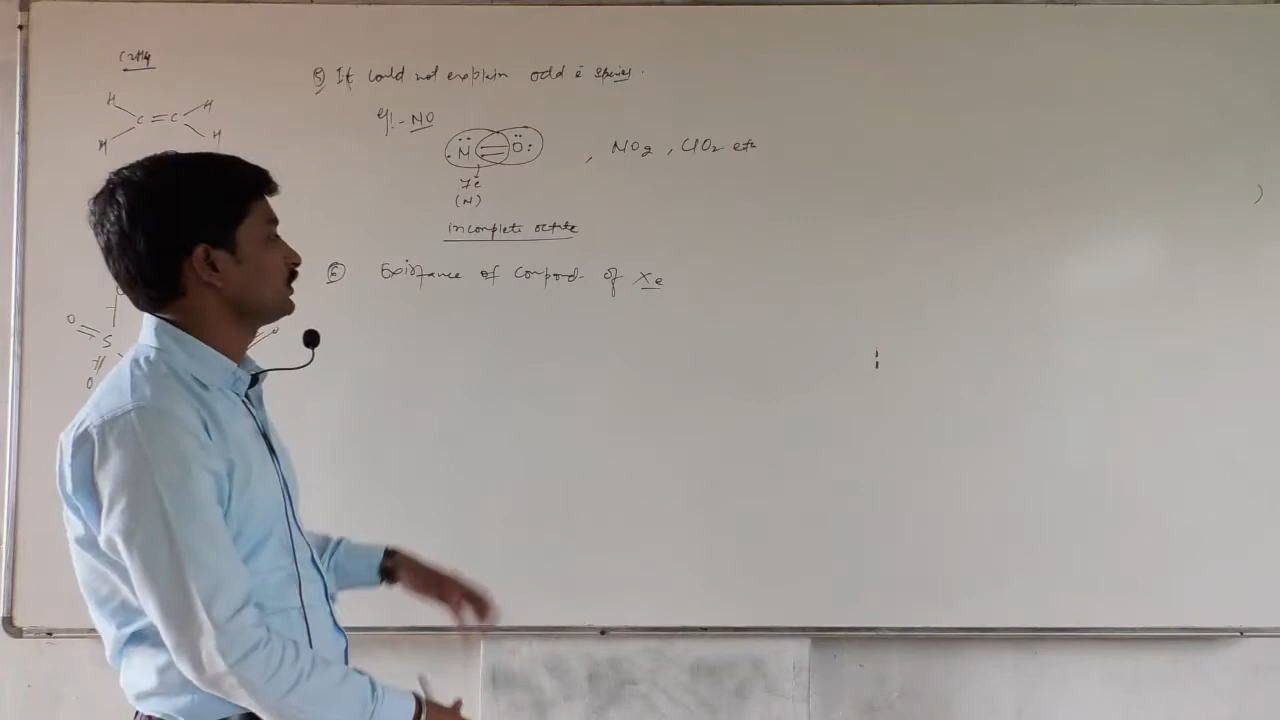 C2H4
H H
C = C
H H
O S
O
⑤ It could not explain odd e⁻ species.
eg!- NO
N = O , NO2 , ClO2 etc
7e⁻
(N)
incomplete octate
⑥ Existance of compound of Xe